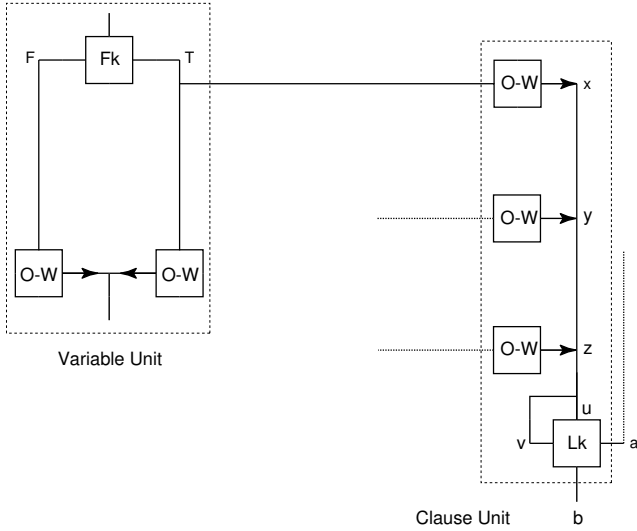 F Fk T
O-W x
O-W y
O-W O-W
O-W z
Variable Unit
u
v Lk a
Clause Unit b